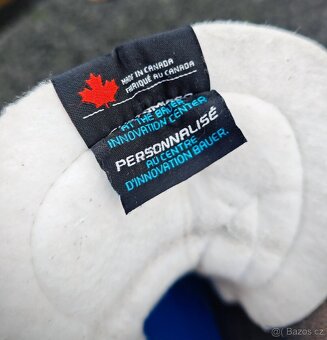 MADE IN CANADA
FABRIQUÉ AU CANADA
AT THE BAUER
INNOVATION CENTER.
PERSONNALISÉ
AU CENTRE
D'INNOVATION BAUER.
© Bazos.cz